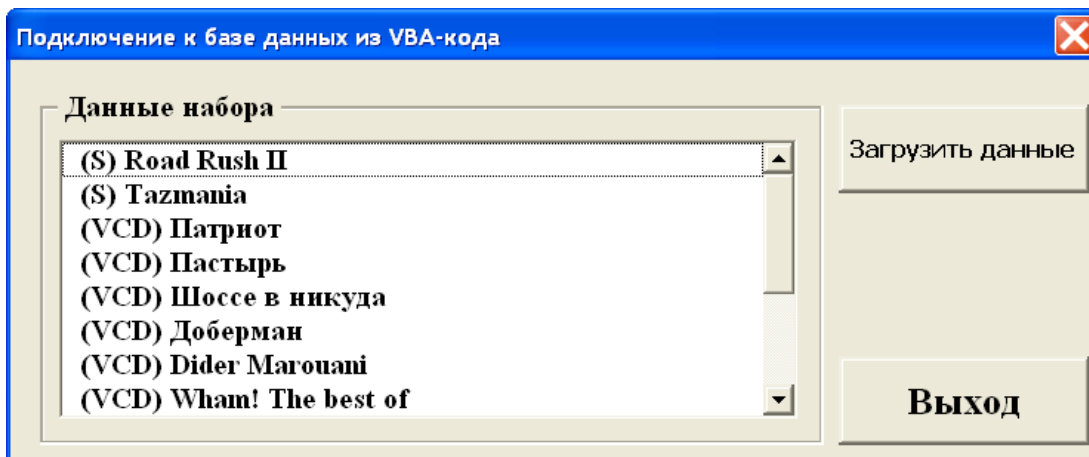 Подключение к базе данных из VBA-кода
Данные набора
(S) Road Rush II
(S) Tazmania
(VCD) Патриот
(VCD) Пастырь
(VCD) Шоссе в никуда
(VCD) Доберман
(VCD) Dider Marouani
(VCD) Wham! The best of
Загрузить данные
Выход